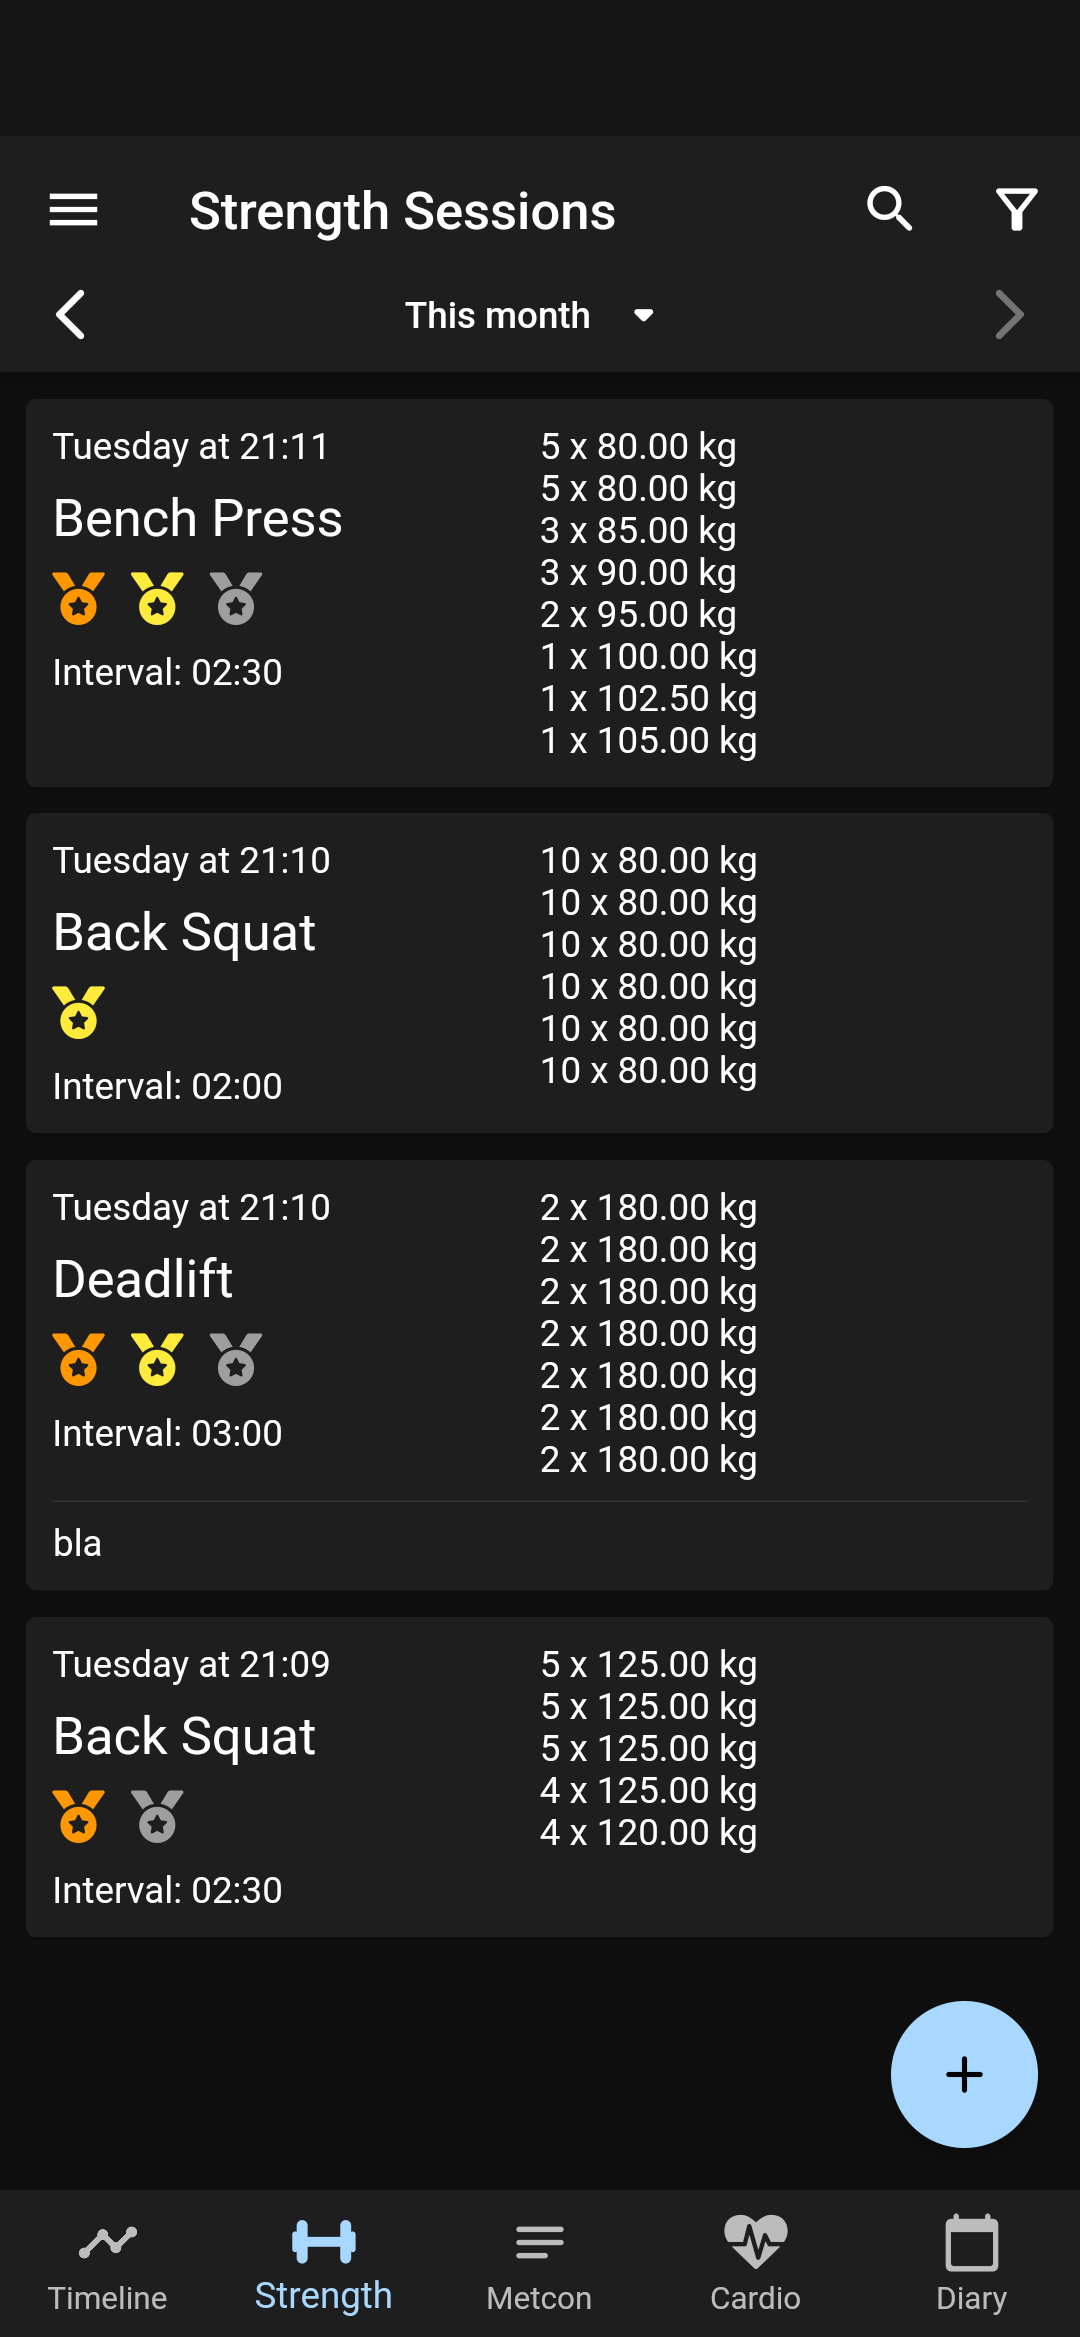 Strength Sessions
This month
Tuesday at 21:11
Bench Press
Interval: 02:30
5 x 80.00 kg
5 x 80.00 kg
3 x 85.00 kg
3 x 90.00 kg
2 x 95.00 kg
1 x 100.00 kg
1 x 102.50 kg
1 x 105.00 kg
Tuesday at 21:10
Back Squat
Interval: 02:00
10 x 80.00 kg
10 x 80.00 kg
10 x 80.00 kg
10 x 80.00 kg
10 x 80.00 kg
10 x 80.00 kg
Tuesday at 21:10
Deadlift
Interval: 03:00
2 x 180.00 kg
2 x 180.00 kg
2 x 180.00 kg
2 x 180.00 kg
2 x 180.00 kg
2 x 180.00 kg
2 x 180.00 kg
bla
Tuesday at 21:09
Back Squat
Interval: 02:30
5 x 125.00 kg
5 x 125.00 kg
5 x 125.00 kg
4 x 125.00 kg
4 x 120.00 kg
Timeline
Strength
Metcon
Cardio
Diary